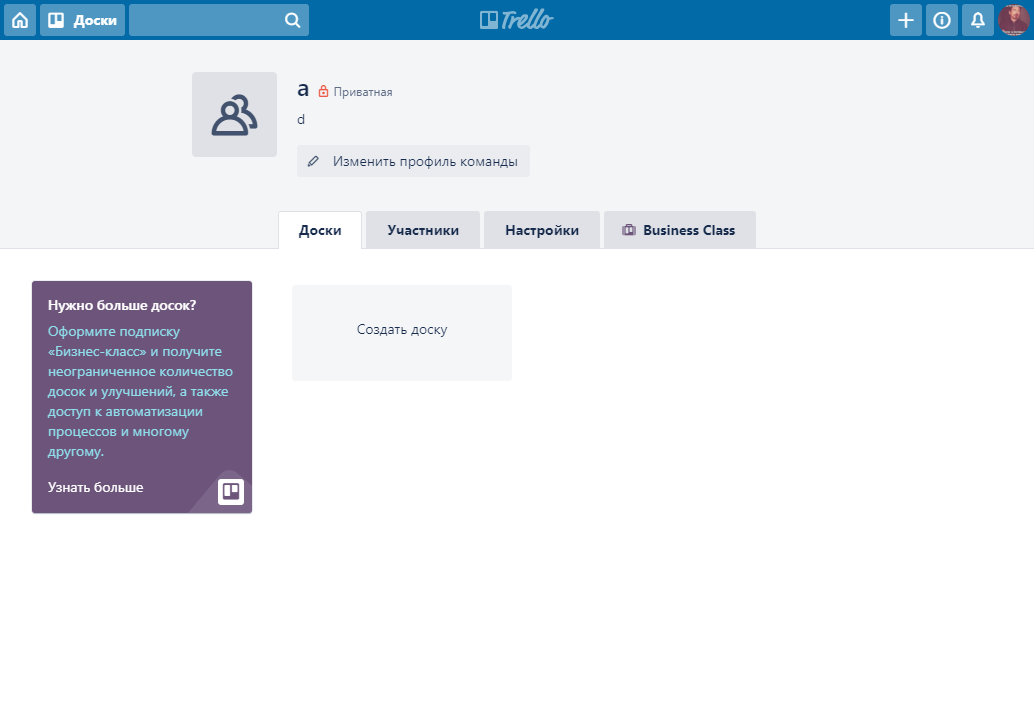 Доски
Trello
a Приватная
d
Изменить профиль команды
Доски Участники Настройки Business Class
Нужно больше досок?
Оформите подписку
«Бизнес-класс» и получите
неограниченное количество
досок и улучшений, а также
доступ к автоматизации
процессов и многому
другому.
Узнать больше
Создать доску